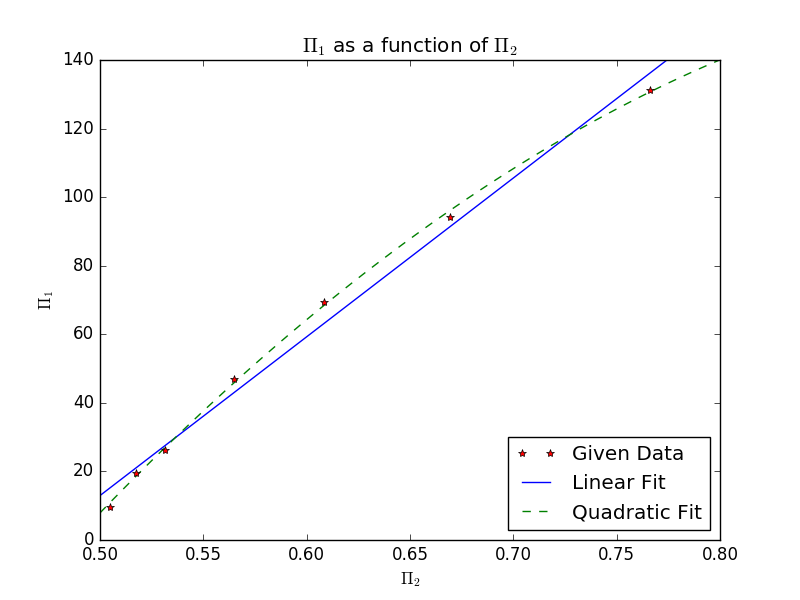 Π₁ as a function of Π₂
140
120
100
80
60
40
20
0
Π₁
0.50 0.55 0.60 0.65 0.70 0.75 0.80
Π₂
Given Data
Linear Fit
Quadratic Fit